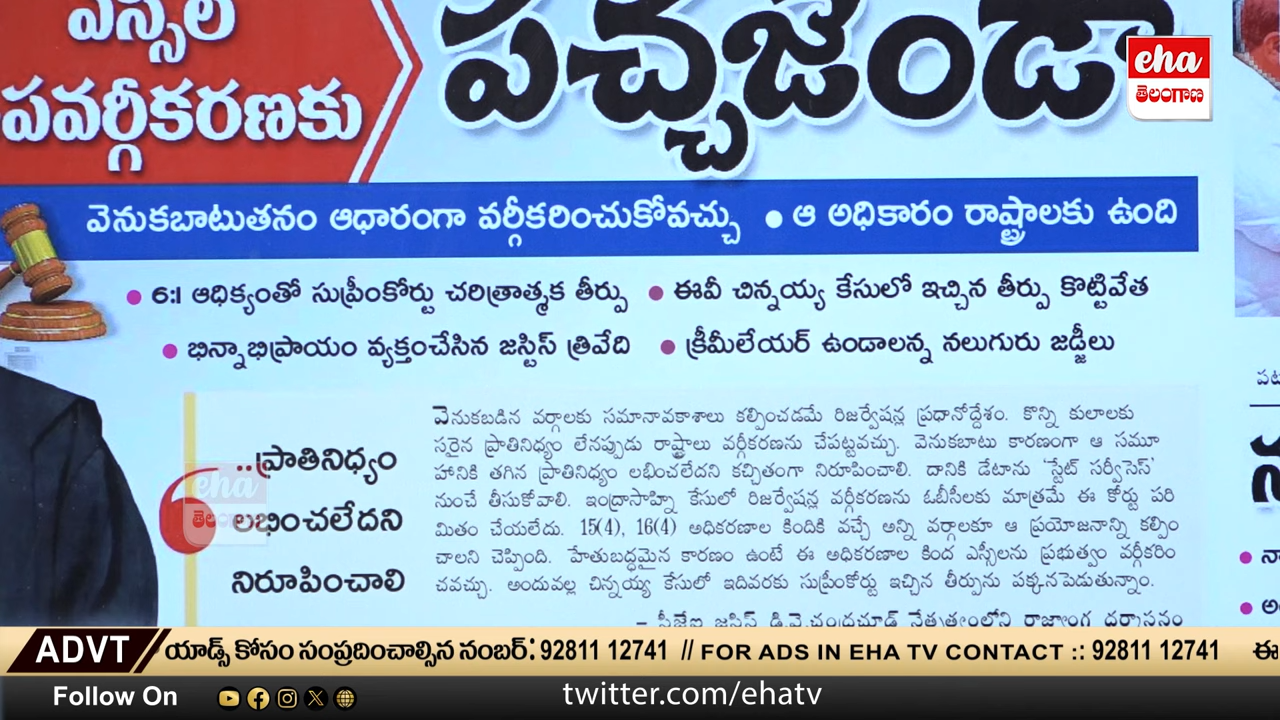 ఎస్సీల
పవర్గీకరణకు
పచ్చజెండా
eha
తెలంగాణ
వెనుకబాటుతనం ఆధారంగా వర్గీకరించుకోవచ్చు • ఆ అధికారం రాష్ట్రాలకు ఉంది
• 6:1 ఆధిక్యంతో సుప్రీంకోర్టు చరిత్రాత్మక తీర్పు • ఈవీ చిన్నయ్య కేసులో ఇచ్చిన తీర్పు కొట్టివేత
• భిన్నాభిప్రాయం వ్యక్తంచేసిన జస్టిస్ త్రివేది • క్రీమీలేయర్ ఉండాలన్న నలుగురు జడ్జీలు
..ప్రాతినిధ్యం
లభించలేదని
నిరూపించాలి
వెనుకబడిన వర్గాలకు సమానావకాశాలు కల్పించడమే రిజర్వేషన్ల ప్రధానోద్దేశం. కొన్ని కులాలకు
సరైన ప్రాతినిధ్యం లేనప్పుడు రాష్ట్రాలు వర్గీకరణను చేపట్టవచ్చు. వెనుకబాటు కారణంగా ఆ సమూ
హానికి తగిన ప్రాతినిధ్యం లభించలేదని కచ్చితంగా నిరూపించాలి. దానికి డేటాను 'స్టేట్ సర్వీసెస్'
నుంచే తీసుకోవాలి. ఇంద్రాసాహ్ని కేసులో రిజర్వేషన్ల వర్గీకరణను ఓబీసీలకు మాత్రమే ఈ కోర్టు పరి
మితం చేయలేదు. 15(4), 16(4) అధికరణాల కిందికి వచ్చే అన్ని వర్గాలకూ ఆ ప్రయోజనాన్ని కల్పిం
చాలని చెప్పింది. హేతుబద్ధమైన కారణం ఉంటే ఈ అధికరణాల కింద ఎస్సీలను ప్రభుత్వం వర్గీకరిం
చవచ్చు. అందువల్ల చిన్నయ్య కేసులో ఇదివరకు సుప్రీంకోర్టు ఇచ్చిన తీర్పును పక్కనపెడుతున్నాం.
– సీజేఐ జస్టిస్ డి.వై.చంద్రచూడ్ నేతృత్వంలోని రాజ్యాంగ ధర్మాసనం
ADVT యాడ్స్ కోసం సంప్రదించాల్సిన నంబర్: 92811 12741 // FOR ADS IN EHA TV CONTACT :: 92811 12741 ఈ
Follow On twitter.com/ehatv